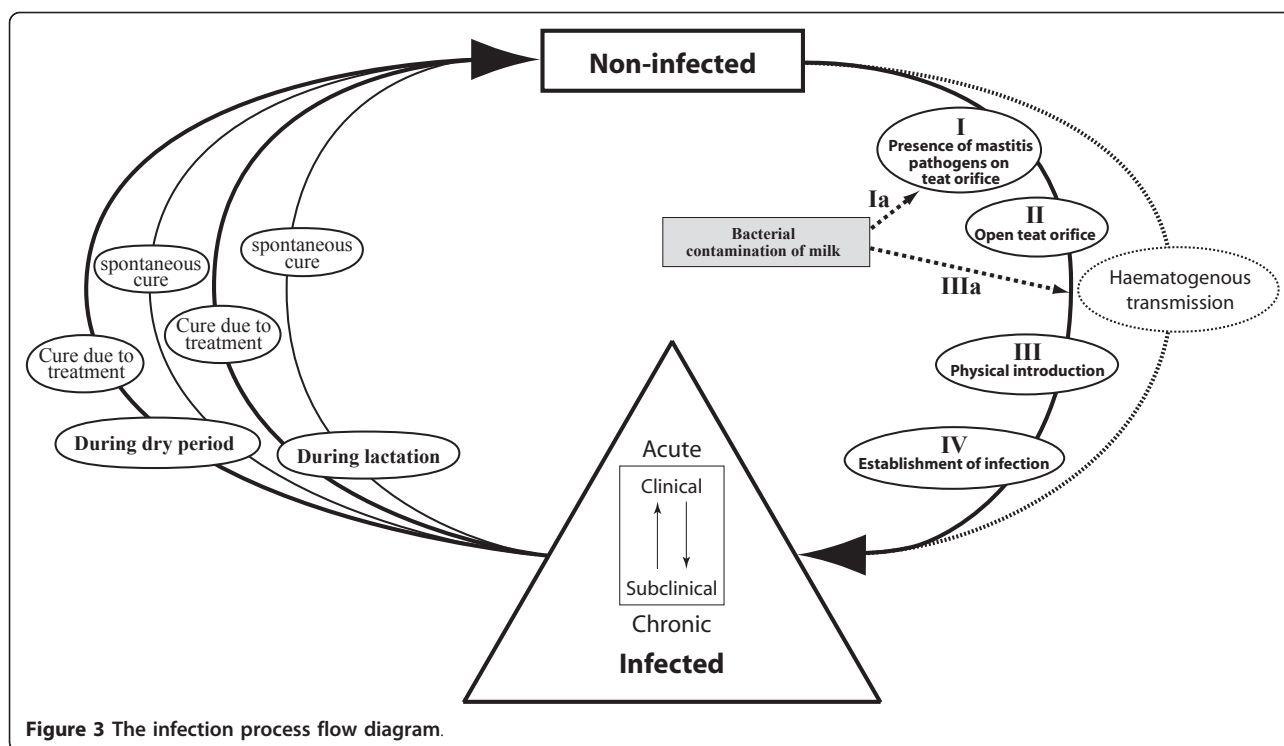 Non-infected
I
Presence of mastitis
pathogens on
teat orifice
Ia
II
Open teat orifice
Bacterial
contamination of milk
IIIa
Haematogenous
transmission
spontaneous
cure
spontaneous
cure
Cure due to
treatment
Cure due to
treatment
III
Physical introduction
During dry period
During lactation
IV
Establishment of infection
Acute
Clinical
Subclinical
Chronic
Infected
Figure 3 The infection process flow diagram.